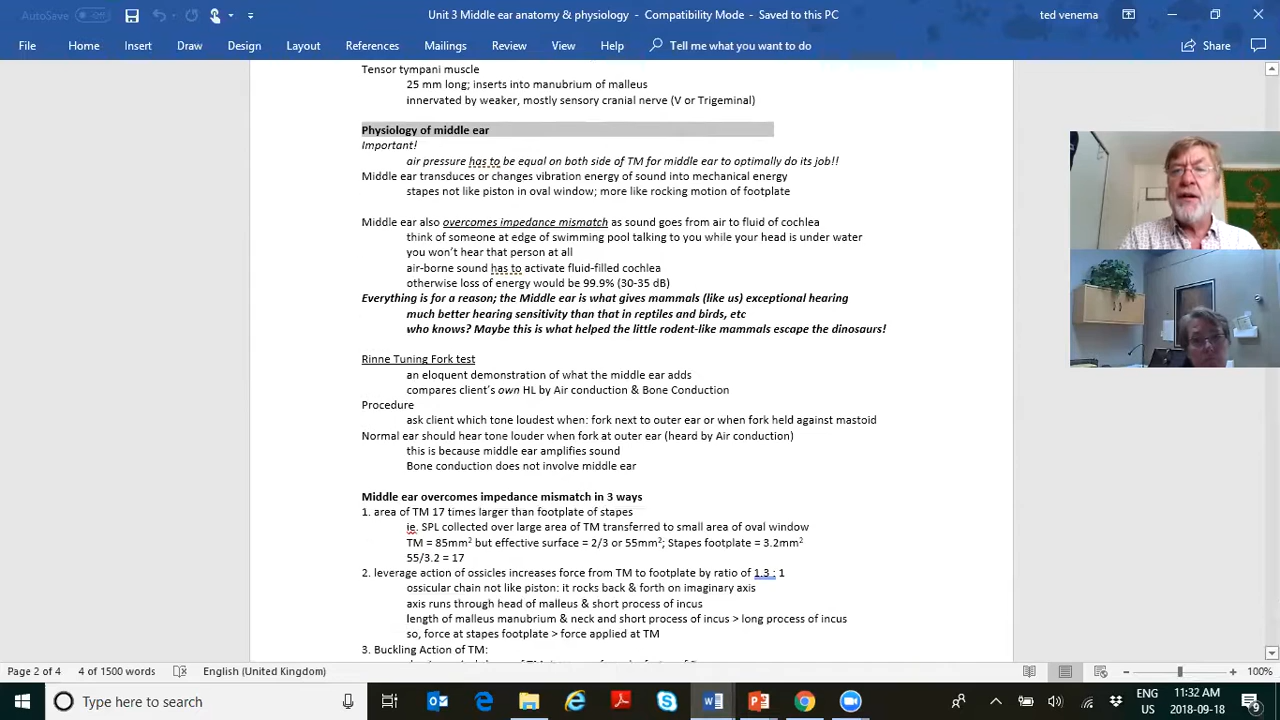 AutoSave
Unit 3 Middle ear anatomy & physiology - Compatibility Mode - Saved to this PC
ted venema
File Home Insert Draw Design Layout References Mailings Review View Help Tell me what you want to do Share
Tensor tympani muscle
25 mm long; inserts into manubrium of malleus
innervated by weaker, mostly sensory cranial nerve (V or Trigeminal)
Physiology of middle ear
Important!
air pressure has to be equal on both side of TM for middle ear to optimally do its job!!
Middle ear transduces or changes vibration energy of sound into mechanical energy
stapes not like piston in oval window; more like rocking motion of footplate
Middle ear also overcomes impedance mismatch as sound goes from air to fluid of cochlea
think of someone at edge of swimming pool talking to you while your head is under water
you won't hear that person at all
air-borne sound has to activate fluid-filled cochlea
otherwise loss of energy would be 99.9% (30-35 dB)
Everything is for a reason; the Middle ear is what gives mammals (like us) exceptional hearing
much better hearing sensitivity than that in reptiles and birds, etc
who knows? Maybe this is what helped the little rodent-like mammals escape the dinosaurs!
Rinne Tuning Fork test
an eloquent demonstration of what the middle ear adds
compares client's own HL by Air conduction & Bone Conduction
Procedure
ask client which tone loudest when: fork next to outer ear or when fork held against mastoid
Normal ear should hear tone louder when fork at outer ear (heard by Air conduction)
this is because middle ear amplifies sound
Bone conduction does not involve middle ear
Middle ear overcomes impedance mismatch in 3 ways
1. area of TM 17 times larger than footplate of stapes
ie. SPL collected over large area of TM transferred to small area of oval window
TM = 85mm² but effective surface = 2/3 or 55mm²; Stapes footplate = 3.2mm²
55/3.2 = 17
2. leverage action of ossicles increases force from TM to footplate by ratio of 1.3 : 1
ossicular chain not like piston: it rocks back & forth on imaginary axis
axis runs through head of malleus & short process of incus
length of malleus manubrium & neck and short process of incus > long process of incus
so, force at stapes footplate > force applied at TM
3. Buckling Action of TM:
Page 2 of 4 4 of 1500 words English (United Kingdom) 100%
Type here to search
ENG 11:32 AM
US 2018-09-18
9